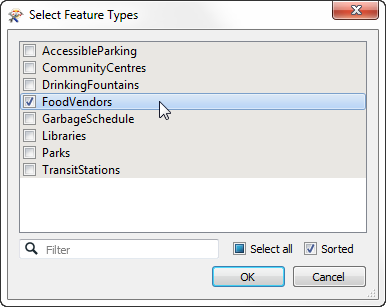 Select Feature Types
AccessibleParking
CommunityCentres
DrinkingFountains
FoodVendors
GarbageSchedule
Libraries
Parks
TransitStations
Filter
Select all
Sorted
OK
Cancel